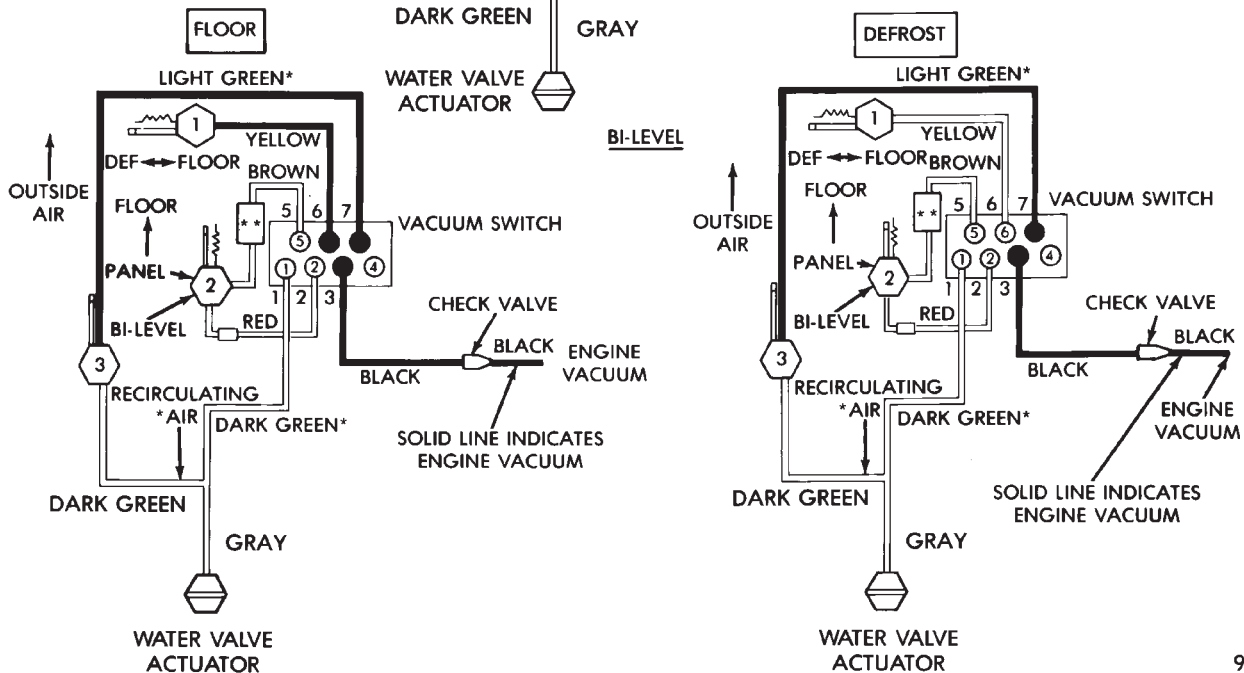 DARK GREEN
GRAY
WATER VALVE
ACTUATOR
FLOOR
LIGHT GREEN*
1
YELLOW
DEF ↔ FLOOR
BROWN
OUTSIDE
AIR
FLOOR
* *
5 6 7
VACUUM SWITCH
5
PANEL
2
1 2 4
1 2 3
BI-LEVEL
RED
CHECK VALVE
3
BLACK
ENGINE
VACUUM
BLACK
RECIRCULATING
*AIR
DARK GREEN*
SOLID LINE INDICATES
ENGINE VACUUM
DARK GREEN
GRAY
WATER VALVE
ACTUATOR
BI-LEVEL
DEFROST
LIGHT GREEN*
1
YELLOW
DEF ↔ FLOOR
BROWN
OUTSIDE
AIR
FLOOR
* *
5 6 7
VACUUM SWITCH
5 6
PANEL
2
1 2 4
1 2 3
BI-LEVEL
RED
CHECK VALVE
3
BLACK
BLACK
RECIRCULATING
*AIR
DARK GREEN*
ENGINE
VACUUM
SOLID LINE INDICATES
ENGINE VACUUM
DARK GREEN
GRAY
WATER VALVE
ACTUATOR
9